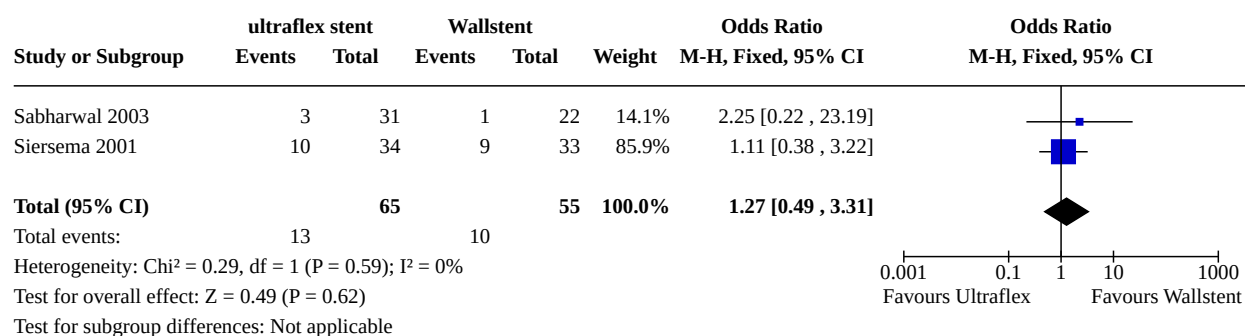 ultraflex stent Wallstent Odds Ratio Odds Ratio
Study or Subgroup Events Total Events Total Weight M-H, Fixed, 95% CI M-H, Fixed, 95% CI
Sabharwal 2003 3 31 1 22 14.1% 2.25 [0.22 , 23.19]
Siersema 2001 10 34 9 33 85.9% 1.11 [0.38 , 3.22]
Total (95% CI) 65 55 100.0% 1.27 [0.49 , 3.31]
Total events: 13 10
Heterogeneity: Chi² = 0.29, df = 1 (P = 0.59); I² = 0% 0.001 0.1 1 10 1000
Test for overall effect: Z = 0.49 (P = 0.62) Favours Ultraflex Favours Wallstent
Test for subgroup differences: Not applicable